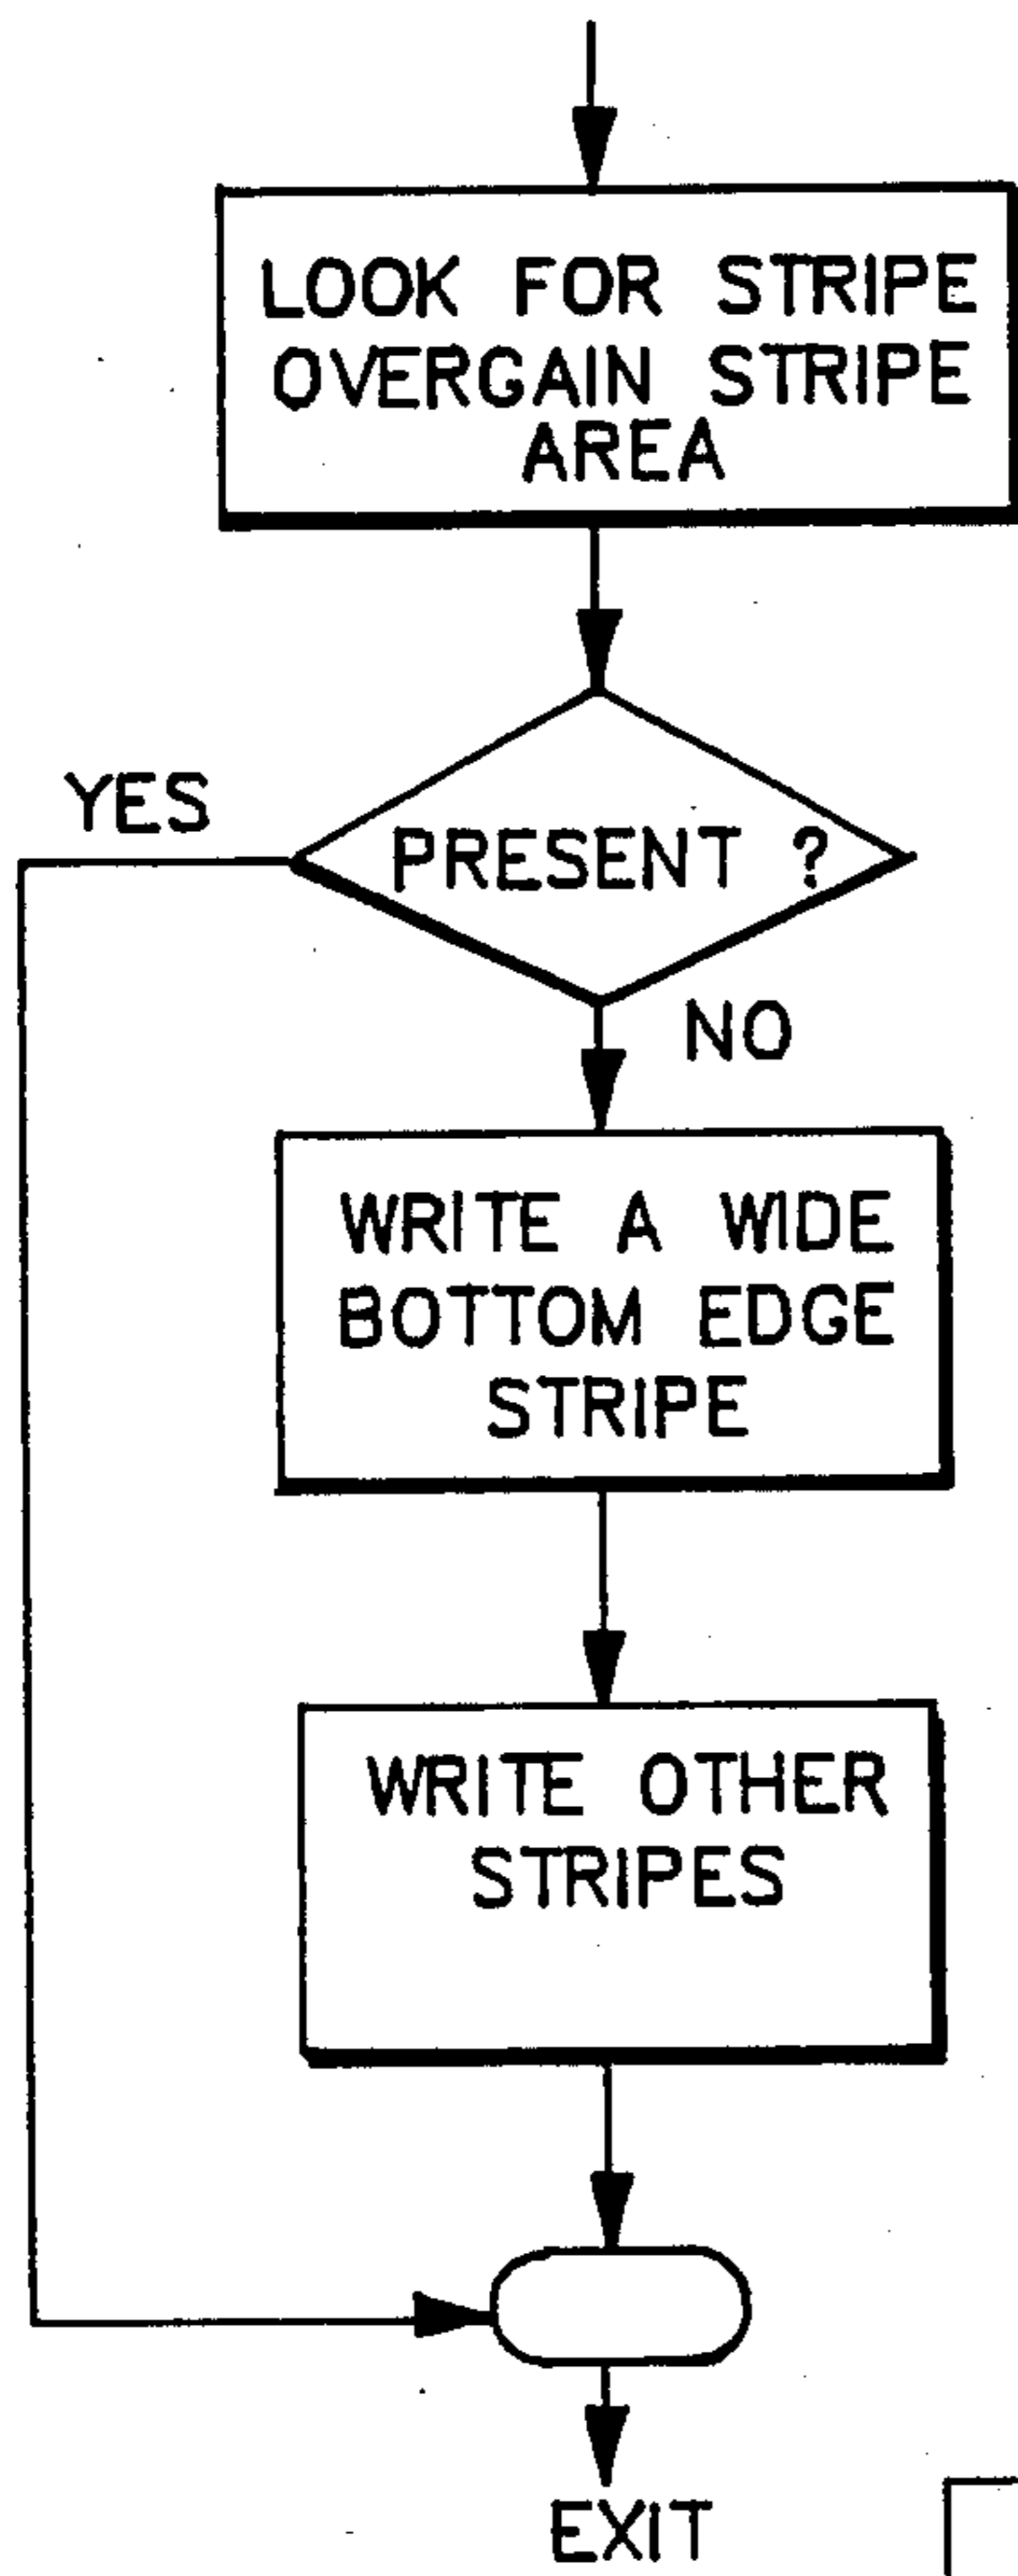 LOOK FOR STRIPE
OVERGAIN STRIPE
AREA
YES
PRESENT ?
NO
WRITE A WIDE
BOTTOM EDGE
STRIPE
WRITE OTHER
STRIPES
EXIT